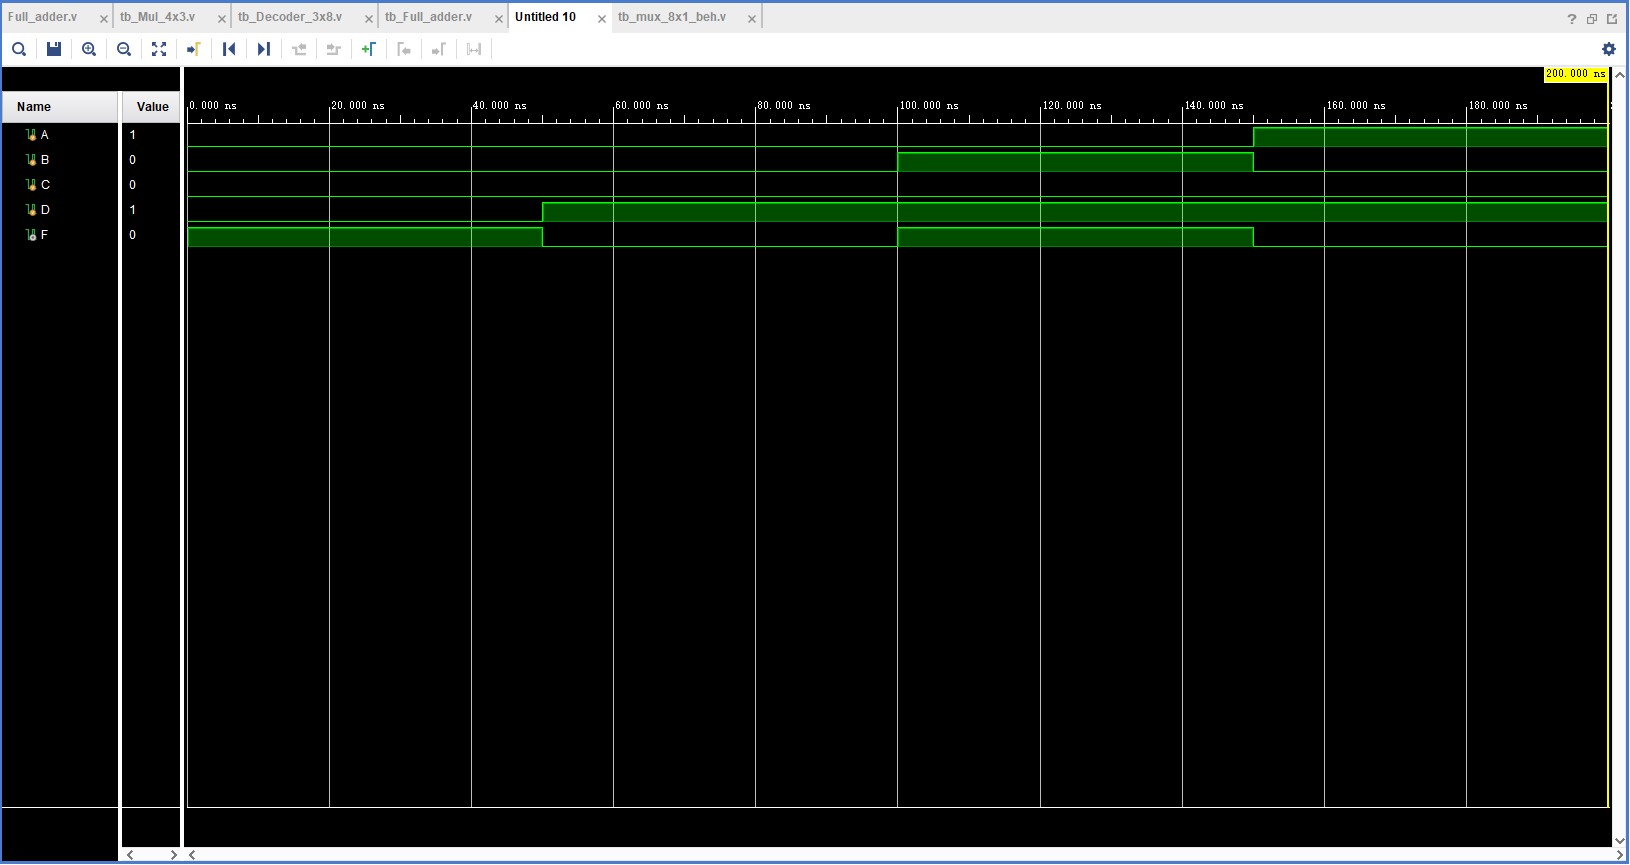 Full_adder.v tb_Mul_4x3.v tb_Decoder_3x8.v tb_Full_adder.v Untitled 10 tb_mux_8x1_beh.v
200.000 ns
Name Value 0.000 ns 20.000 ns 40.000 ns 60.000 ns 80.000 ns 100.000 ns 120.000 ns 140.000 ns 160.000 ns 180.000 ns
A 1
B 0
C 0
D 1
F 0